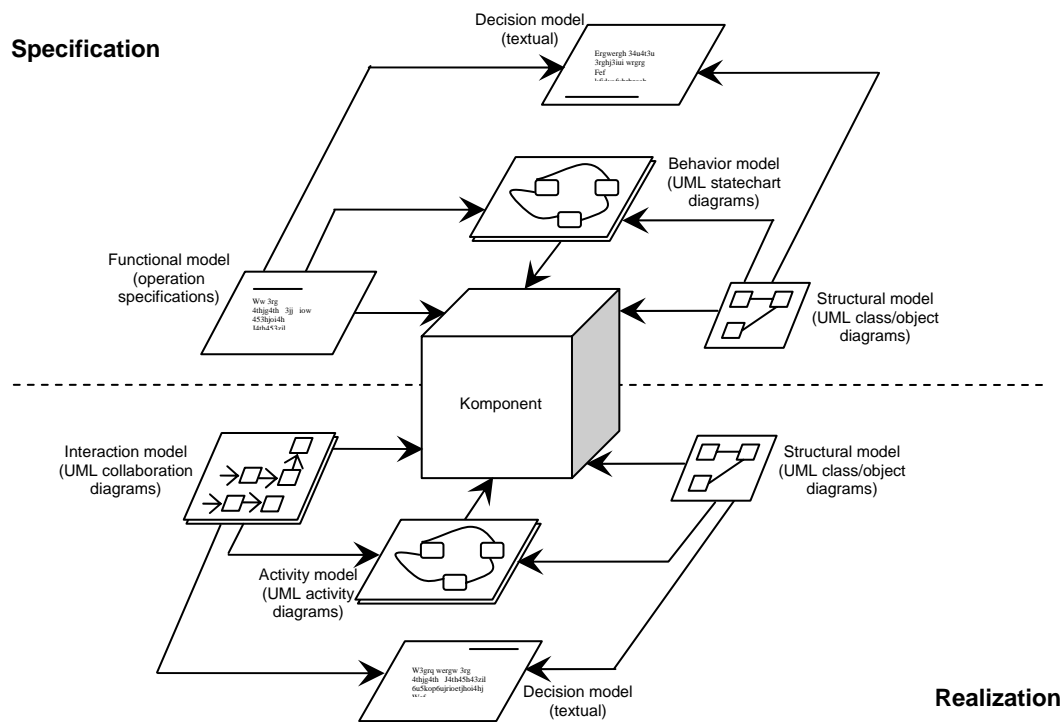 Specification
Decision model
(textual)
Ergwergh 34u4t3u
3rghj3iui wrgrg
Fef
Behavior model
(UML statechart
diagrams)
Functional model
(operation
specifications)
Ww 3rg
4thjg4th 3jj iow
453hjoi4h
J4th453zil
Structural model
(UML class/object
diagrams)
Komponent
Interaction model
(UML collaboration
diagrams)
Structural model
(UML class/object
diagrams)
Activity model
(UML activity
diagrams)
W3grq wergw 3rg
4thjg4th J4th45h43zil
6u5kop6ujrioetjhoi4hj
Decision model
(textual)
Realization